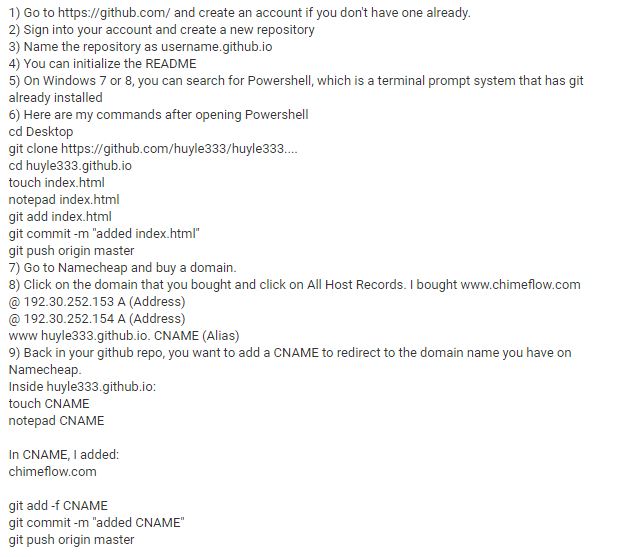 1) Go to https://github.com/ and create an account if you don't have one already.
2) Sign into your account and create a new repository
3) Name the repository as username.github.io
4) You can initialize the README
5) On Windows 7 or 8, you can search for Powershell, which is a terminal prompt system that has git
already installed
6) Here are my commands after opening Powershell
cd Desktop
git clone https://github.com/huyle333/huyle333....
cd huyle333.github.io
touch index.html
notepad index.html
git add index.html
git commit -m "added index.html"
git push origin master
7) Go to Namecheap and buy a domain.
8) Click on the domain that you bought and click on All Host Records. I bought www.chimeflow.com
@ 192.30.252.153 A (Address)
@ 192.30.252.154 A (Address)
www huyle333.github.io. CNAME (Alias)
9) Back in your github repo, you want to add a CNAME to redirect to the domain name you have on
Namecheap.
Inside huyle333.github.io:
touch CNAME
notepad CNAME
In CNAME, I added:
chimeflow.com
git add -f CNAME
git commit -m "added CNAME"
git push origin master